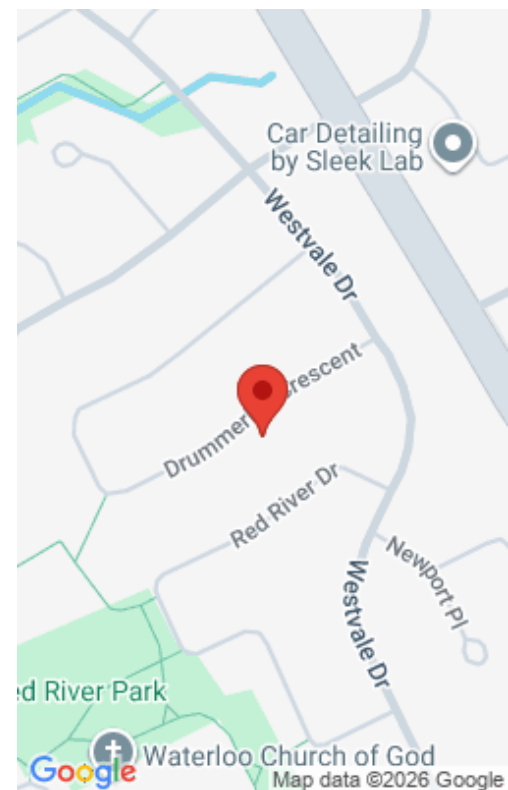 Car Detailing
by Sleek Lab
Westvale Dr
Drummer Crescent
Red River Dr
Newport Pl
Westvale Dr
ed River Park
Waterloo Church of God
Google
Map data ©2026 Google